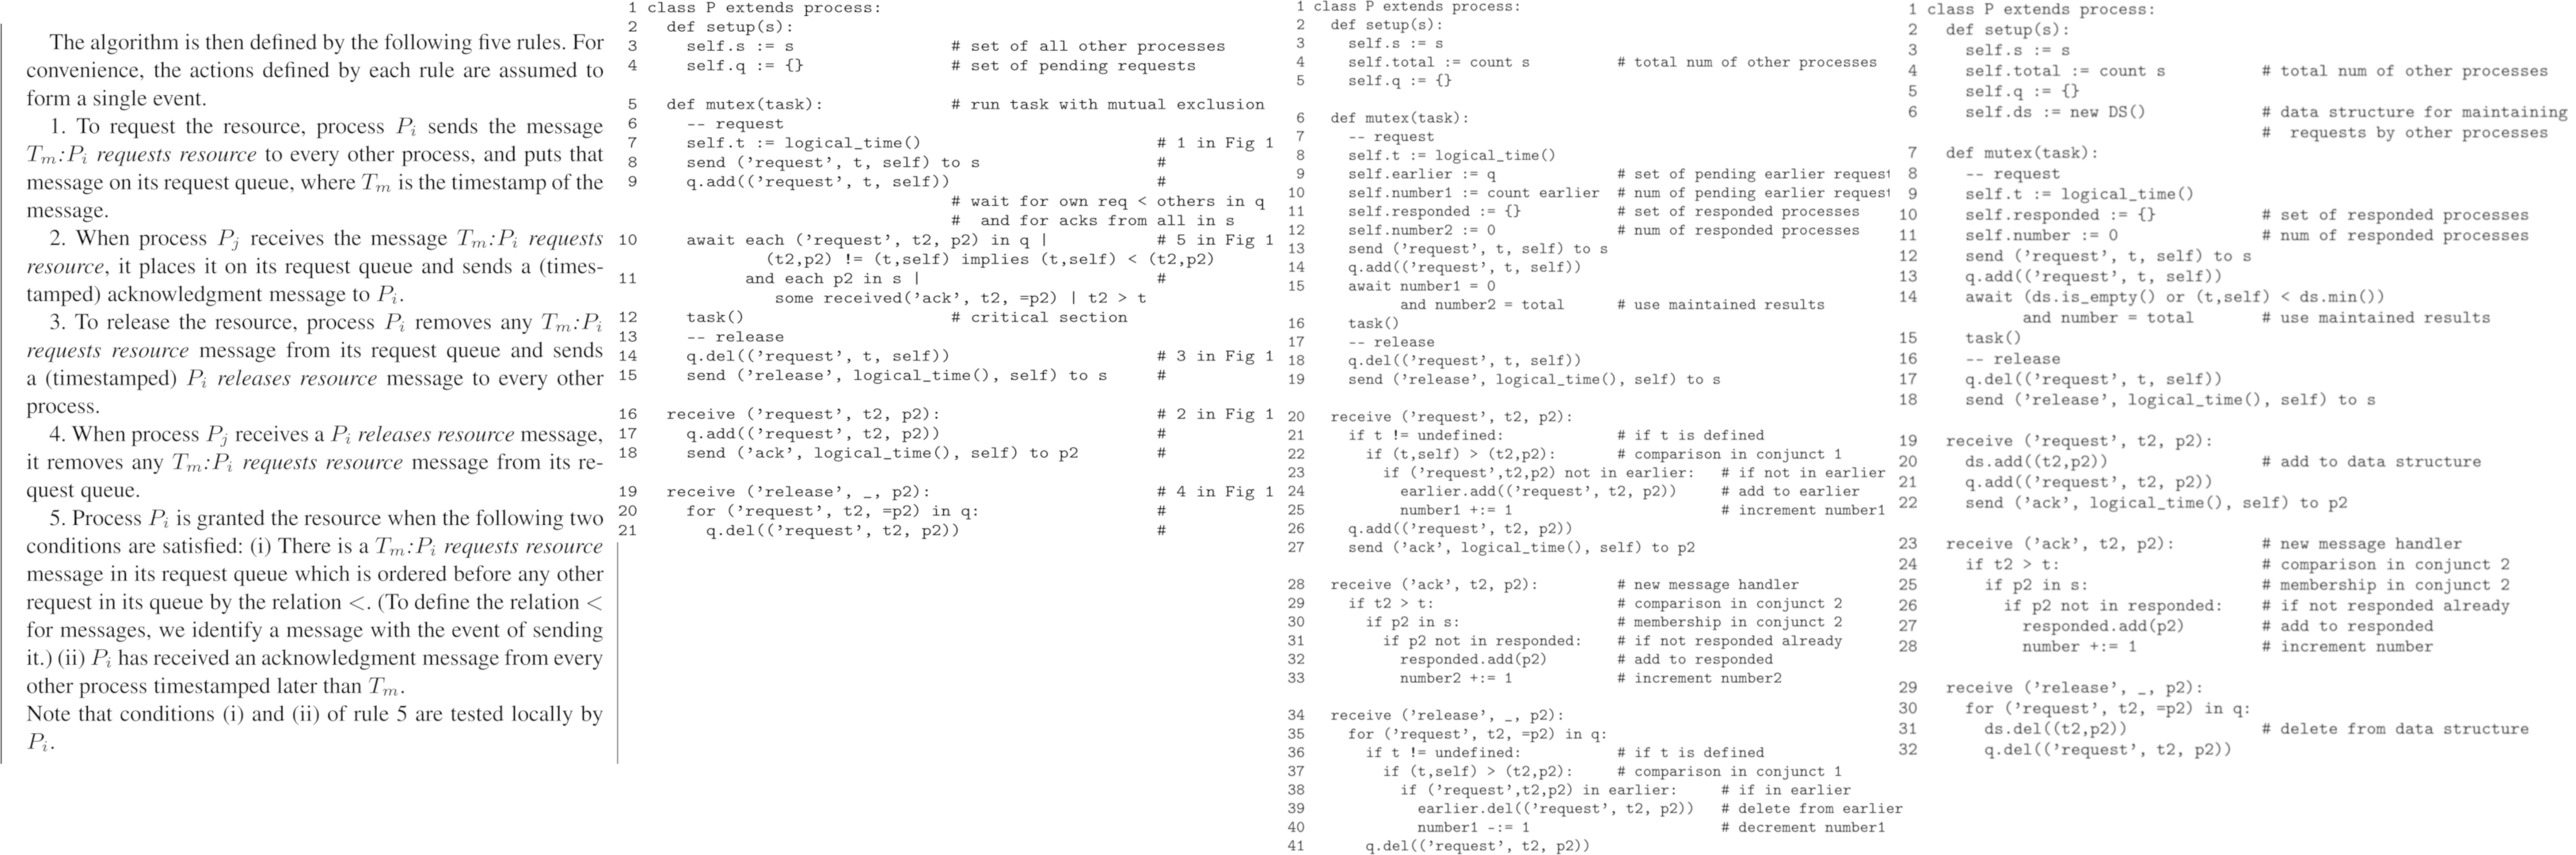 The algorithm is then defined by the following five rules. For
convenience, the actions defined by each rule are assumed to
form a single event.
1. To request the resource, process Pi sends the message
Tm:Pi requests resource to every other process, and puts that
message on its request queue, where Tm is the timestamp of the
message.
2. When process Pj receives the message Tm:Pi requests
resource, it places it on its request queue and sends a (times-
tamped) acknowledgment message to Pi.
3. To release the resource, process Pi removes any Tm:Pi
requests resource message from its request queue and sends
a (timestamped) Pi releases resource message to every other
process.
4. When process Pj receives a Pi releases resource message,
it removes any Tm:Pi requests resource message from its re-
quest queue.
5. Process Pi is granted the resource when the following two
conditions are satisfied: (i) There is a Tm:Pi requests resource
message in its request queue which is ordered before any other
request in its queue by the relation <. (To define the relation <
for messages, we identify a message with the event of sending
it.) (ii) Pi has received an acknowledgment message from every
other process timestamped later than Tm.
Note that conditions (i) and (ii) of rule 5 are tested locally by
Pi.
1 class P extends process:
2 def setup(s):
3 self.s := s # set of all other processes
4 self.q := {} # set of pending requests
5 def mutex(task): # run task with mutual exclusion
6 -- request
7 self.t := logical_time() # 1 in Fig 1
8 send ('request', t, self) to s #
9 q.add(('request', t, self)) #
# wait for own req < others in q
# and for acks from all in s
10 await each ('request', t2, p2) in q | # 5 in Fig 1
(t2,p2) != (t,self) implies (t,self) < (t2,p2)
11 and each p2 in s | #
some received('ack', t2, =p2) | t2 > t
12 task() # critical section
13 -- release
14 q.del(('request', t, self)) # 3 in Fig 1
15 send ('release', logical_time(), self) to s #
16 receive ('request', t2, p2): # 2 in Fig 1
17 q.add(('request', t2, p2)) #
18 send ('ack', logical_time(), self) to p2 #
19 receive ('release', _, p2): # 4 in Fig 1
20 for ('request', t2, =p2) in q: #
21 q.del(('request', t2, p2)) #
1 class P extends process:
2 def setup(s):
3 self.s := s
4 self.total := count s # total num of other processes
5 self.q := {}
6 def mutex(task):
7 -- request
8 self.t := logical_time()
9 self.earlier := q # set of pending earlier request
10 self.number1 := count earlier # num of pending earlier request
11 self.responded := {} # set of responded processes
12 self.number2 := 0 # num of responded processes
13 send ('request', t, self) to s
14 q.add(('request', t, self))
15 await number1 = 0
and number2 = total # use maintained results
16 task()
17 -- release
18 q.del(('request', t, self))
19 send ('release', logical_time(), self) to s
20 receive ('request', t2, p2):
21 if t != undefined: # if t is defined
22 if (t,self) > (t2,p2): # comparison in conjunct 1
23 if ('request',t2,p2) not in earlier: # if not in earlier
24 earlier.add(('request', t2, p2)) # add to earlier
25 number1 +:= 1 # increment number1
26 q.add(('request', t2, p2))
27 send ('ack', logical_time(), self) to p2
28 receive ('ack', t2, p2): # new message handler
29 if t2 > t: # comparison in conjunct 2
30 if p2 in s: # membership in conjunct 2
31 if p2 not in responded: # if not responded already
32 responded.add(p2) # add to responded
33 number2 +:= 1 # increment number2
34 receive ('release', _, p2):
35 for ('request', t2, =p2) in q:
36 if t != undefined: # if t is defined
37 if (t,self) > (t2,p2): # comparison in conjunct 1
38 if ('request',t2,p2) in earlier: # if in earlier
39 earlier.del(('request', t2, p2)) # delete from earlier
40 number1 -:= 1 # decrement number1
41 q.del(('request', t2, p2))
1 class P extends process:
2 def setup(s):
3 self.s := s
4 self.total := count s # total num of other processes
5 self.q := {}
6 self.ds := new DS() # data structure for maintaining
# requests by other processes
7 def mutex(task):
8 -- request
9 self.t := logical_time()
10 self.responded := {} # set of responded processes
11 self.number := 0 # num of responded processes
12 send ('request', t, self) to s
13 q.add(('request', t, self))
14 await (ds.is_empty() or (t,self) < ds.min())
and number = total # use maintained results
15 task()
16 -- release
17 q.del(('request', t, self))
18 send ('release', logical_time(), self) to s
19 receive ('request', t2, p2):
20 ds.add((t2,p2)) # add to data structure
21 q.add(('request', t2, p2))
22 send ('ack', logical_time(), self) to p2
23 receive ('ack', t2, p2): # new message handler
24 if t2 > t: # comparison in conjunct 2
25 if p2 in s: # membership in conjunct 2
26 if p2 not in responded: # if not responded already
27 responded.add(p2) # add to responded
28 number +:= 1 # increment number
29 receive ('release', _, p2):
30 for ('request', t2, =p2) in q:
31 ds.del((t2,p2)) # delete from data structure
32 q.del(('request', t2, p2))